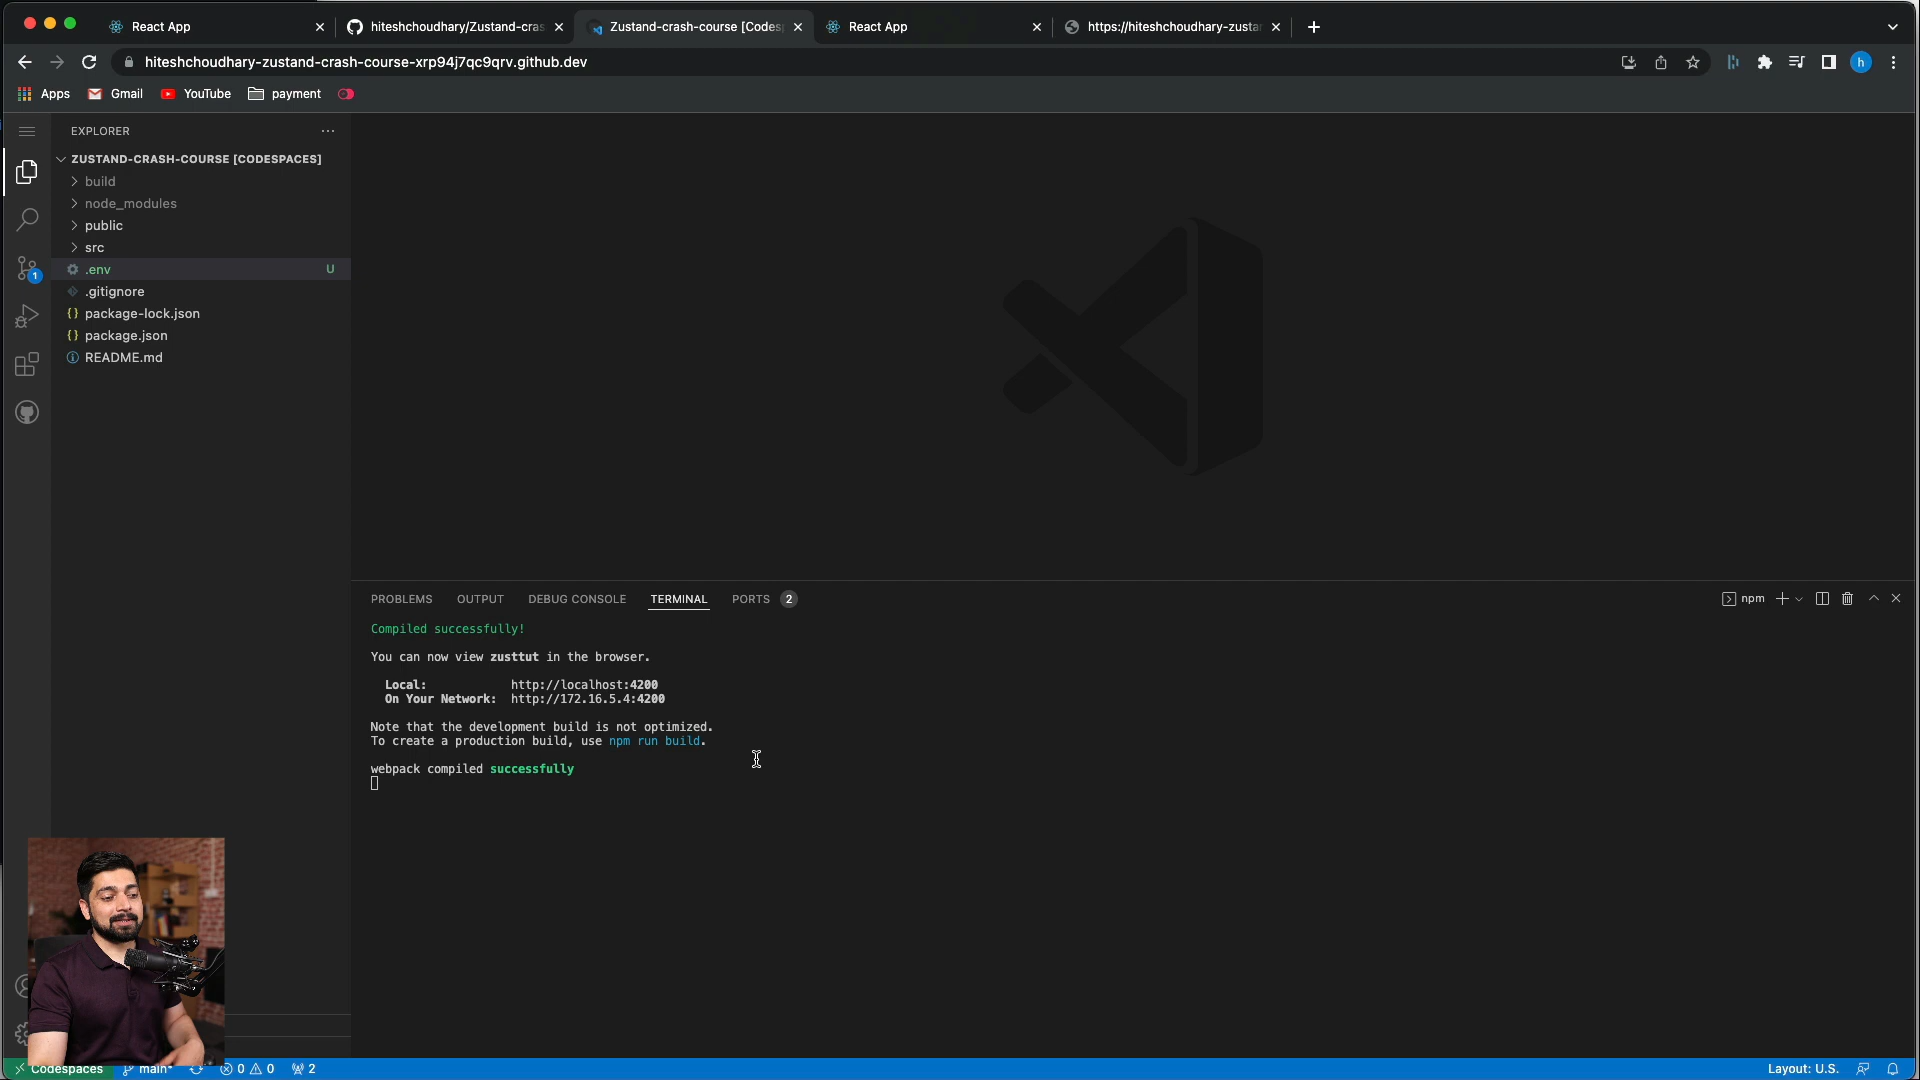 React App
hiteshchoudhary/Zustand-cras
Zustand-crash-course [Codes
React App
https://hiteshchoudhary-zusta
hiteshchoudhary-zustand-crash-course-xrp94j7qc9qrv.github.dev
h
Apps
Gmail
YouTube
payment
EXPLORER
ZUSTAND-CRASH-COURSE [CODESPACES]
build
node_modules
public
src
.env U
.gitignore
{} package-lock.json
{} package.json
README.md
1
PROBLEMS OUTPUT DEBUG CONSOLE TERMINAL PORTS 2
npm
Compiled successfully!
You can now view zusttut in the browser.
Local: http://localhost:4200
On Your Network: http://172.16.5.4:4200
Note that the development build is not optimized.
To create a production build, use npm run build.
webpack compiled successfully
Codespaces main* 0 0 2
Layout: U.S.